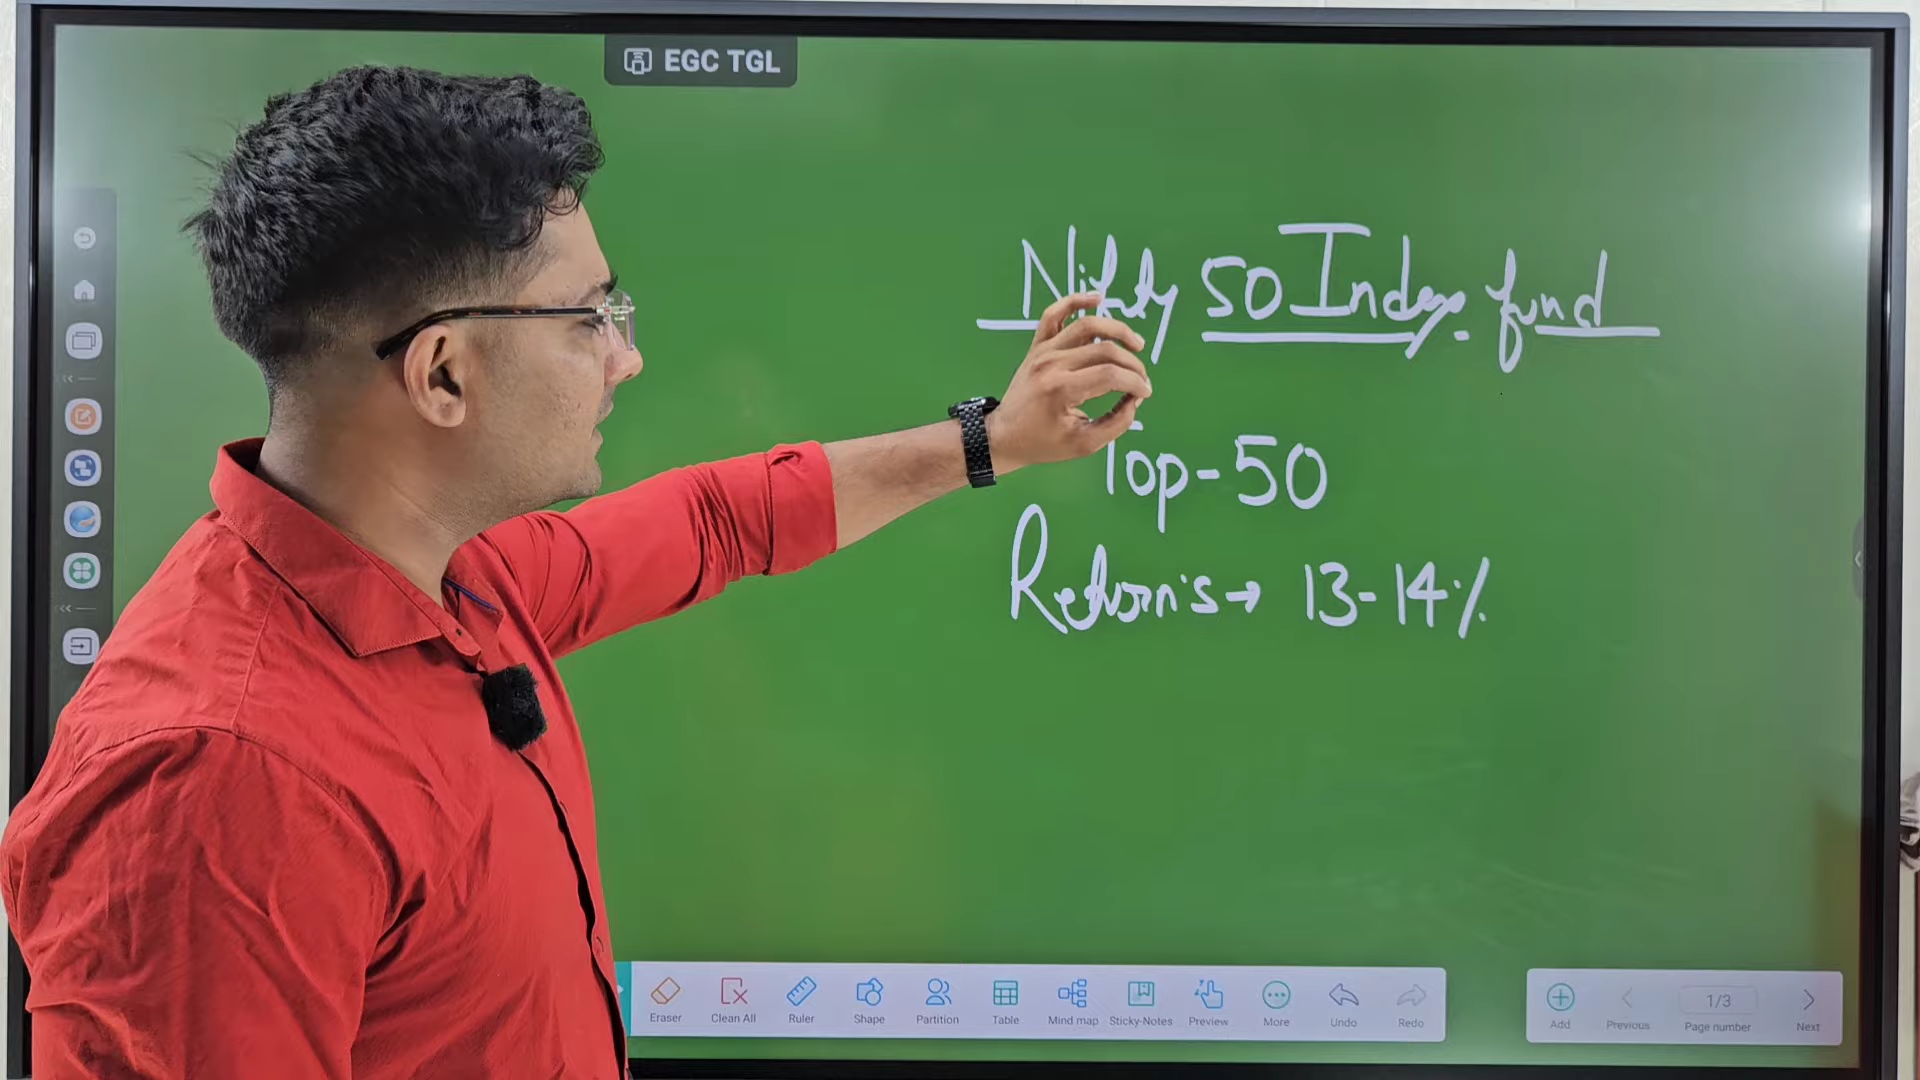 EGC TGL
Nifty 50 Index fund
Top-50
Return's → 13-14%
Eraser
Clean All
Ruler
Shape
Partition
Table
Mind map
Sticky-Notes
Preview
More
Undo
Redo
Add
Previous
1/3
Page number
Next